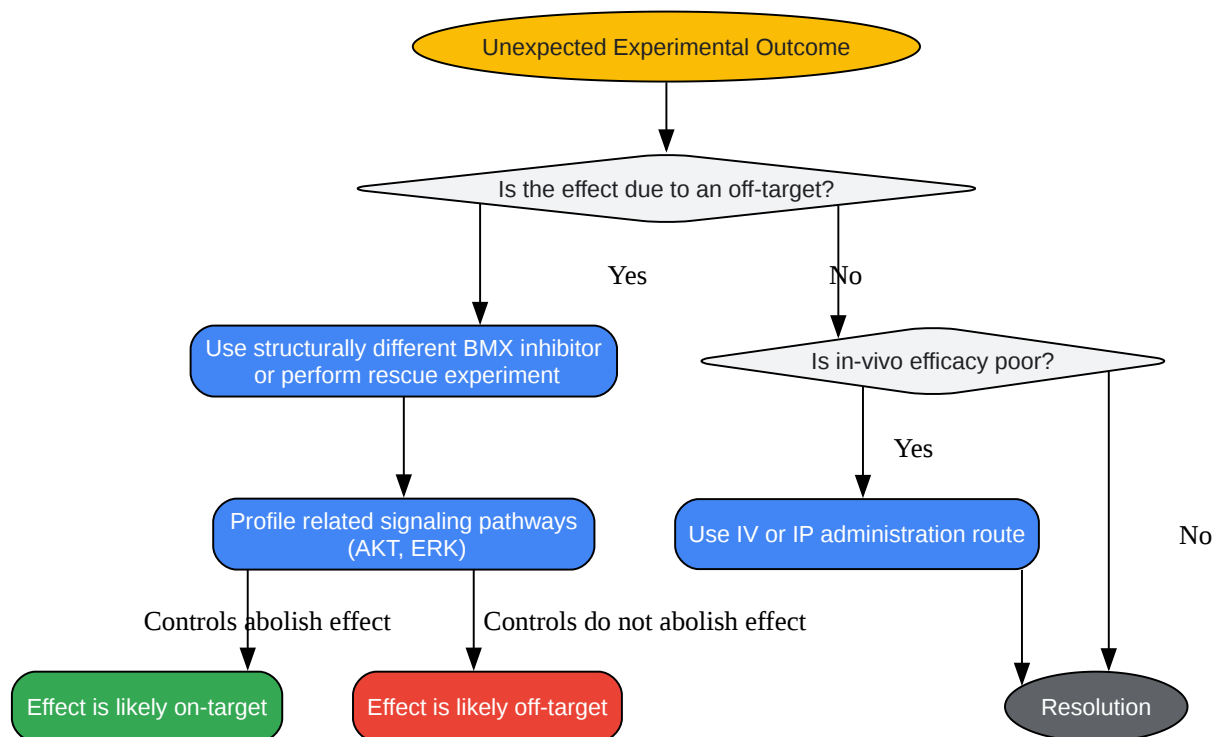 Unexpected Experimental Outcome
Is the effect due to an off-target?
Yes
No
Use structurally different BMX inhibitor
or perform rescue experiment
Is in-vivo efficacy poor?
Yes
Profile related signaling pathways
(AKT, ERK)
Use IV or IP administration route
No
Controls abolish effect
Controls do not abolish effect
Effect is likely on-target
Effect is likely off-target
Resolution